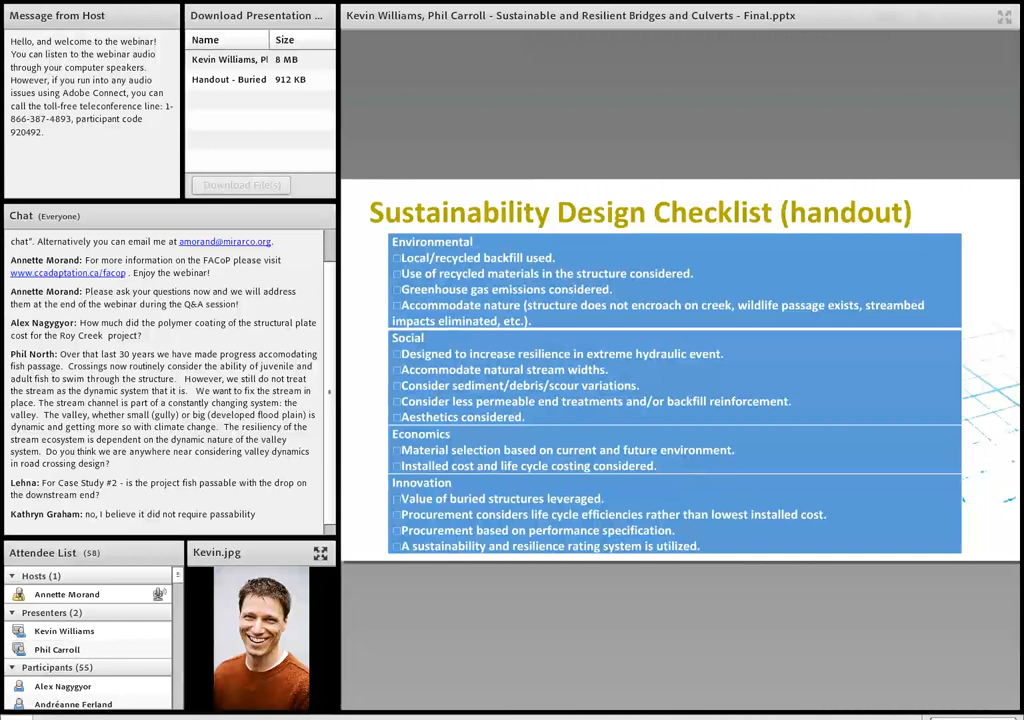 Message from Host
Hello, and welcome to the webinar!
You can listen to the webinar audio
through your computer speakers.
However, if you run into any audio
issues using Adobe Connect, you can
call the toll-free teleconference line: 1-
866-387-4893, participant code
920492.
Download Presentation ...
Name Size
Kevin Williams, Pl 8 MB
Handout - Buried 912 KB
Download File(s)
Chat (Everyone)
chat". Alternatively you can email me at amorand@mirarco.org.
Annette Morand: For more information on the FACoP please visit
www.ccadaptation.ca/facop . Enjoy the webinar!
Annette Morand: Please ask your questions now and we will address
them at the end of the webinar during the Q&A session!
Alex Nagygyor: How much did the polymer coating of the structural plate
cost for the Roy Creek  project?
Phil North: Over that last 30 years we have made progress accomodating
fish passage.  Crossings now routinely consider the ability of juvenile and
adult fish to swim through the structure.   However, we still do not treat
the stream as the dynamic system that it is.   We want to fix the stream in
place. The stream channel is part of a constantly changing system: the
valley.  The valley, whether small (gully) or big (developed flood plain) is
dynamic and getting more so with climate change.  The resiliency of the
stream ecosystem is dependent on the dynamic nature of the valley
system.  Do you think we are anywhere near considering valley dynamics
in road crossing design?
Lehna: For Case Study #2 - is the project fish passable with the drop on
the downstream end?
Kathryn Graham: no, I believe it did not require passability
Attendee List (58)
Hosts (1)
Annette Morand
Presenters (2)
Kevin Williams
Phil Carroll
Participants (55)
Alex Nagygyor
Andréanne Ferland
Kevin.jpg
Kevin Williams, Phil Carroll - Sustainable and Resilient Bridges and Culverts - Final.pptx
Sustainability Design Checklist (handout)
Environmental
□Local/recycled backfill used.
□Use of recycled materials in the structure considered.
□Greenhouse gas emissions considered.
□Accommodate nature (structure does not encroach on creek, wildlife passage exists, streambed
impacts eliminated, etc.).
Social
□Designed to increase resilience in extreme hydraulic event.
□Accommodate natural stream widths.
□Consider sediment/debris/scour variations.
□Consider less permeable end treatments and/or backfill reinforcement.
□Aesthetics considered.
Economics
□Material selection based on current and future environment.
□Installed cost and life cycle costing considered.
Innovation
□Value of buried structures leveraged.
□Procurement considers life cycle efficiencies rather than lowest installed cost.
□Procurement based on performance specification.
□A sustainability and resilience rating system is utilized.